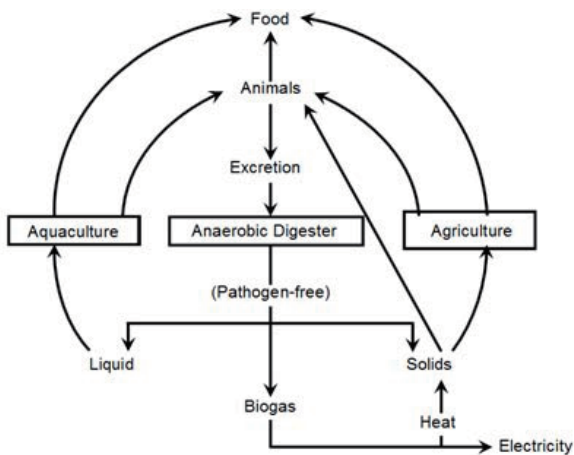 Food
Animals
Excretion
Aquaculture
Anaerobic Digester
Agriculture
(Pathogen-free)
Liquid
Solids
Biogas
Heat
Electricity